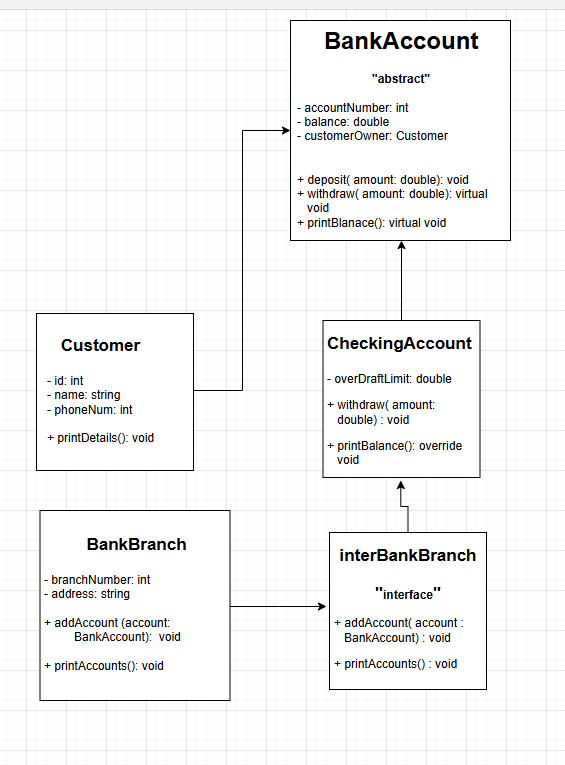 BankAccount
"abstract"
- accountNumber: int
- balance: double
- customerOwner: Customer
+ deposit( amount: double): void
+ withdraw( amount: double): virtual
void
+ printBlanace(): virtual void
Customer
- id: int
- name: string
- phoneNum: int
+ printDetails(): void
CheckingAccount
- overDraftLimit: double
+ withdraw( amount:
double) : void
+ printBalance(): override
void
BankBranch
- branchNumber: int
- address: string
+ addAccount (account:
BankAccount): void
+ printAccounts(): void
interBankBranch
"interface"
+ addAccount( account :
BankAccount) : void
+ printAccounts() : void